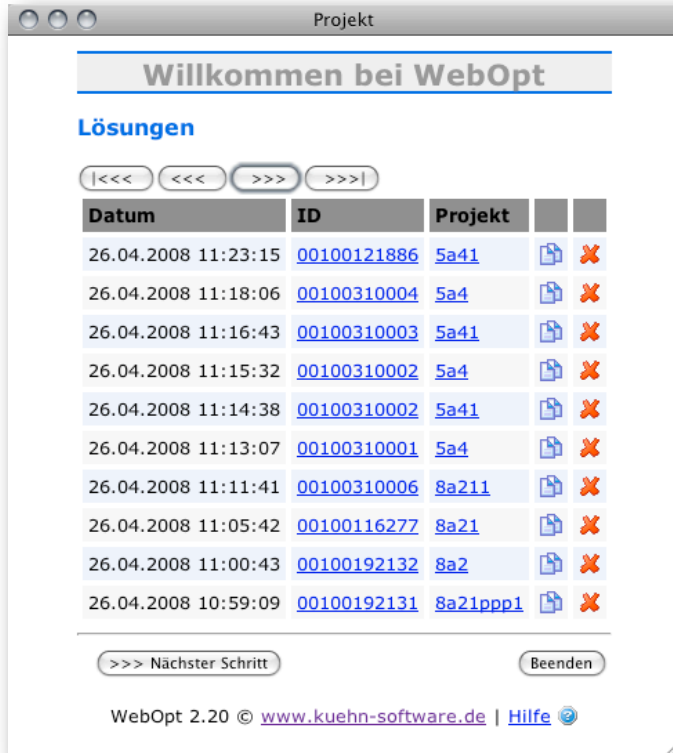 Projekt
Willkommen bei WebOpt
Lösungen
|<<< <<< >>> >>>|
Datum ID Projekt
26.04.2008 11:23:15 00100121886 5a41
26.04.2008 11:18:06 00100310004 5a4
26.04.2008 11:16:43 00100310003 5a41
26.04.2008 11:15:32 00100310002 5a4
26.04.2008 11:14:38 00100310002 5a41
26.04.2008 11:13:07 00100310001 5a4
26.04.2008 11:11:41 00100310006 8a211
26.04.2008 11:05:42 00100116277 8a21
26.04.2008 11:00:43 00100192132 8a2
26.04.2008 10:59:09 00100192131 8a21ppp1
>>> Nächster Schritt Beenden
WebOpt 2.20 © www.kuehn-software.de | Hilfe